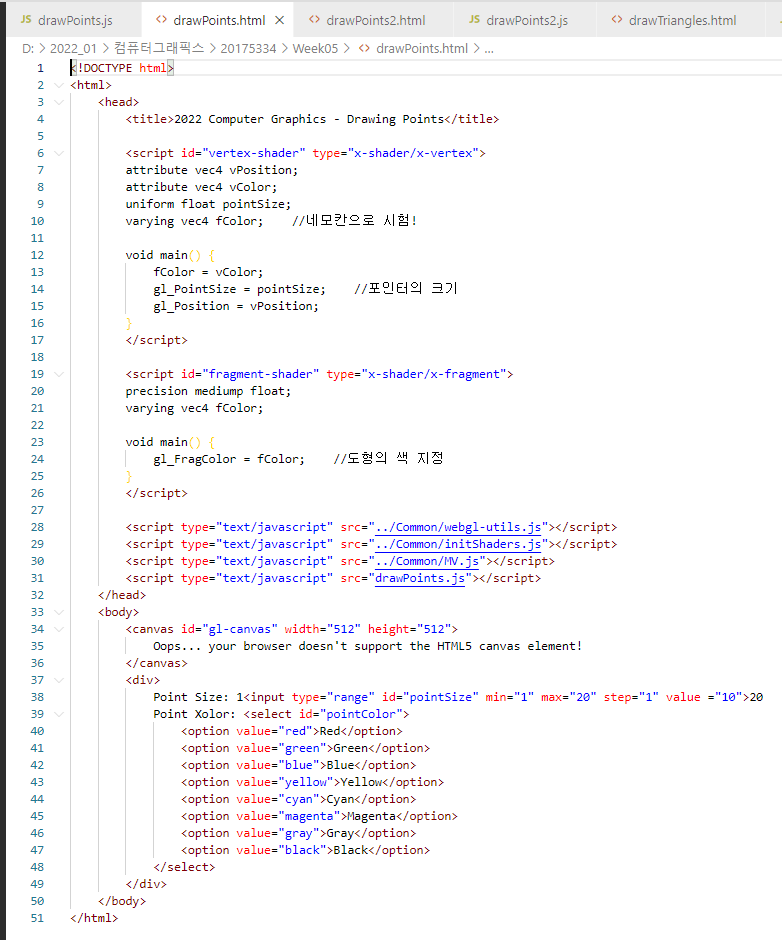 JS drawPoints.js <> drawPoints.html × <> drawPoints2.html JS drawPoints2.js <> drawTriangles.html
D: > 2022_01 > 컴퓨터그래픽스 > 20175334 > Week05 > <> drawPoints.html > ...
1 <!DOCTYPE html>
2 <html>
3 <head>
4 <title>2022 Computer Graphics - Drawing Points</title>
5
6 <script id="vertex-shader" type="x-shader/x-vertex">
7 attribute vec4 vPosition;
8 attribute vec4 vColor;
9 uniform float pointSize;
10 varying vec4 fColor; //네모칸으로 시험!
11
12 void main() {
13 fColor = vColor;
14 gl_PointSize = pointSize; //포인터의 크기
15 gl_Position = vPosition;
16 }
17 </script>
18
19 <script id="fragment-shader" type="x-shader/x-fragment">
20 precision mediump float;
21 varying vec4 fColor;
22
23 void main() {
24 gl_FragColor = fColor; //도형의 색 지정
25 }
26 </script>
27
28 <script type="text/javascript" src="../Common/webgl-utils.js"></script>
29 <script type="text/javascript" src="../Common/initShaders.js"></script>
30 <script type="text/javascript" src="../Common/MV.js"></script>
31 <script type="text/javascript" src="drawPoints.js"></script>
32 </head>
33 <body>
34 <canvas id="gl-canvas" width="512" height="512">
35 Oops... your browser doesn't support the HTML5 canvas element!
36 </canvas>
37 <div>
38 Point Size: 1<input type="range" id="pointSize" min="1" max="20" step="1" value ="10">20
39 Point Xolor: <select id="pointColor">
40 <option value="red">Red</option>
41 <option value="green">Green</option>
42 <option value="blue">Blue</option>
43 <option value="yellow">Yellow</option>
44 <option value="cyan">Cyan</option>
45 <option value="magenta">Magenta</option>
46 <option value="gray">Gray</option>
47 <option value="black">Black</option>
48 </select>
49 </div>
50 </body>
51 </html>